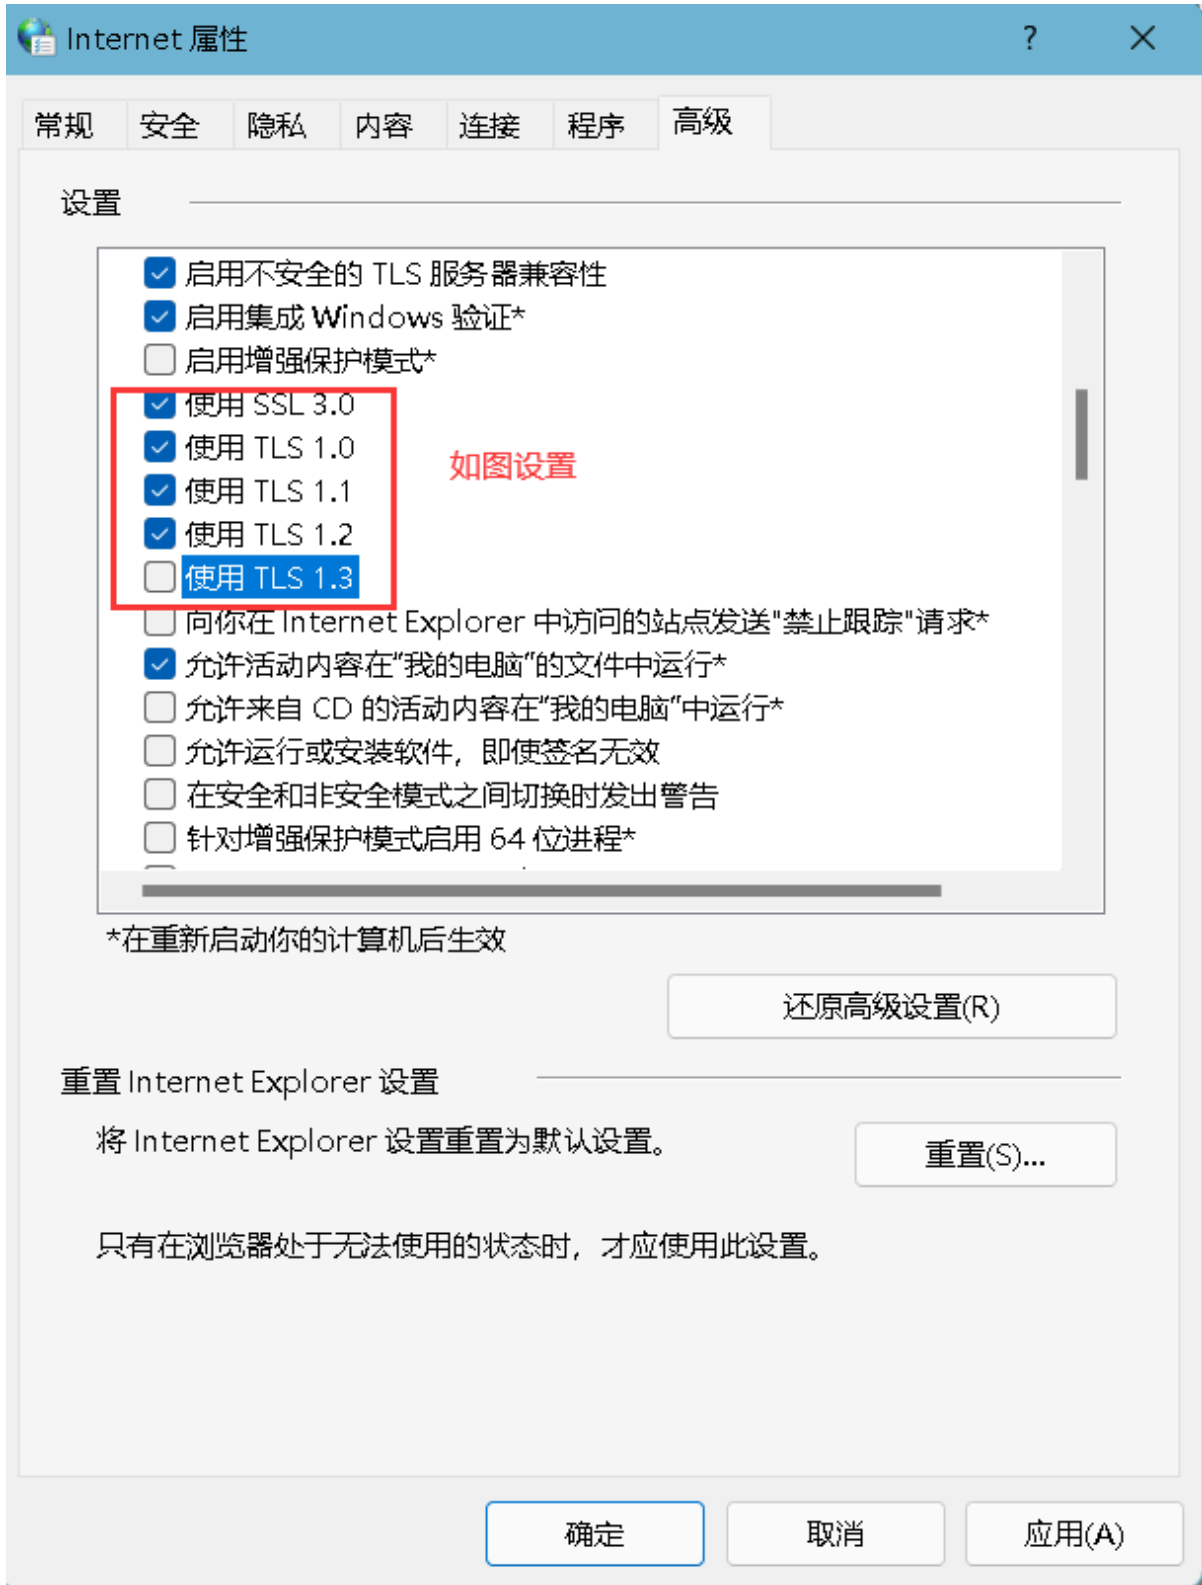 Internet 属性
?
常规 安全 隐私 内容 连接 程序 高级
设置
启用不安全的 TLS 服务器兼容性
启用集成 Windows 验证*
启用增强保护模式*
使用 SSL 3.0
使用 TLS 1.0
使用 TLS 1.1
使用 TLS 1.2
使用 TLS 1.3
如图设置
向你在 Internet Explorer 中访问的站点发送"禁止跟踪"请求*
允许活动内容在"我的电脑"的文件中运行*
允许来自 CD 的活动内容在"我的电脑"中运行*
允许运行或安装软件，即使签名无效
在安全和非安全模式之间切换时发出警告
针对增强保护模式启用 64 位进程*
*在重新启动你的计算机后生效
还原高级设置(R)
重置 Internet Explorer 设置
将 Internet Explorer 设置重置为默认设置。
重置(S)...
只有在浏览器处于无法使用的状态时，才应使用此设置。
确定 取消 应用(A)